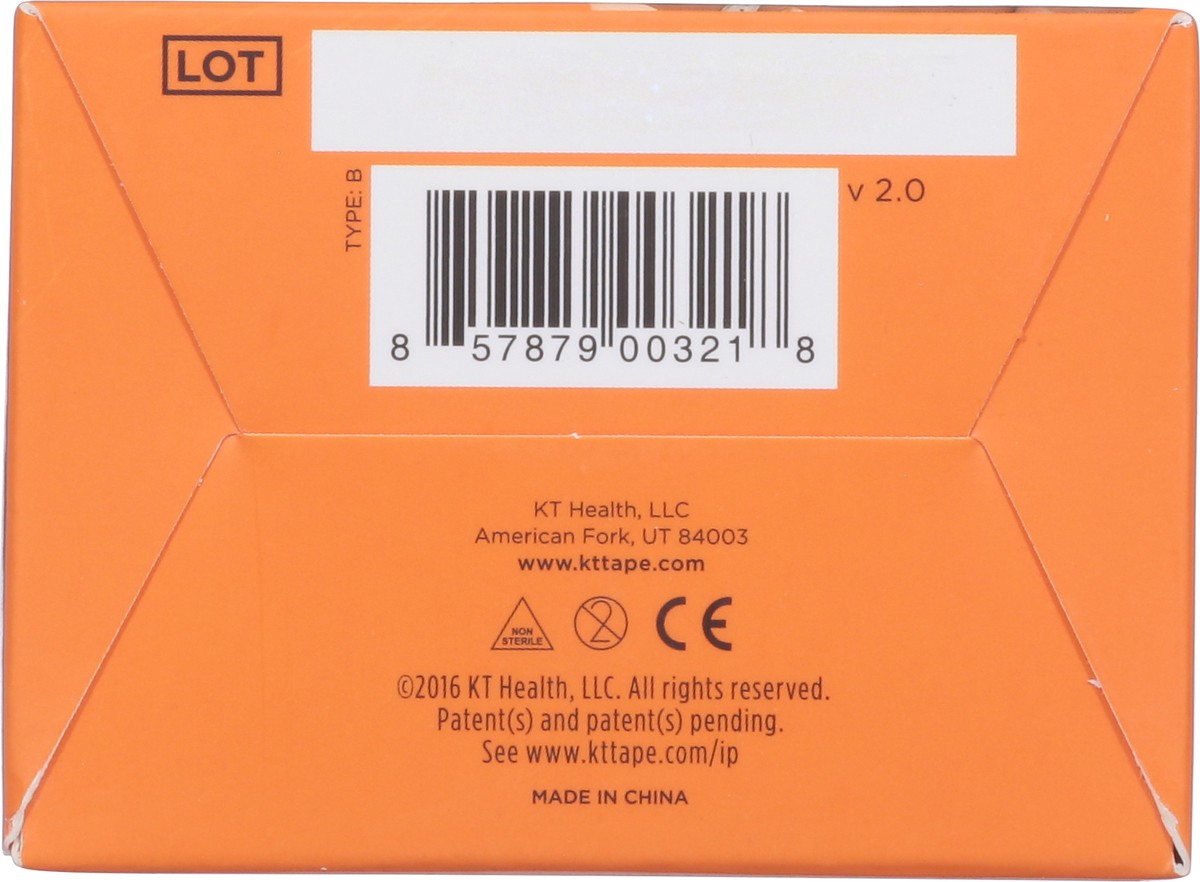 LOT
TYPE: B
v 2.0
8 57879 00321 8
KT Health, LLC
American Fork, UT 84003
www.kttape.com
NON
STERILE
2
CE
©2016 KT Health, LLC. All rights reserved.
Patent(s) and patent(s) pending.
See www.kttape.com/ip
MADE IN CHINA